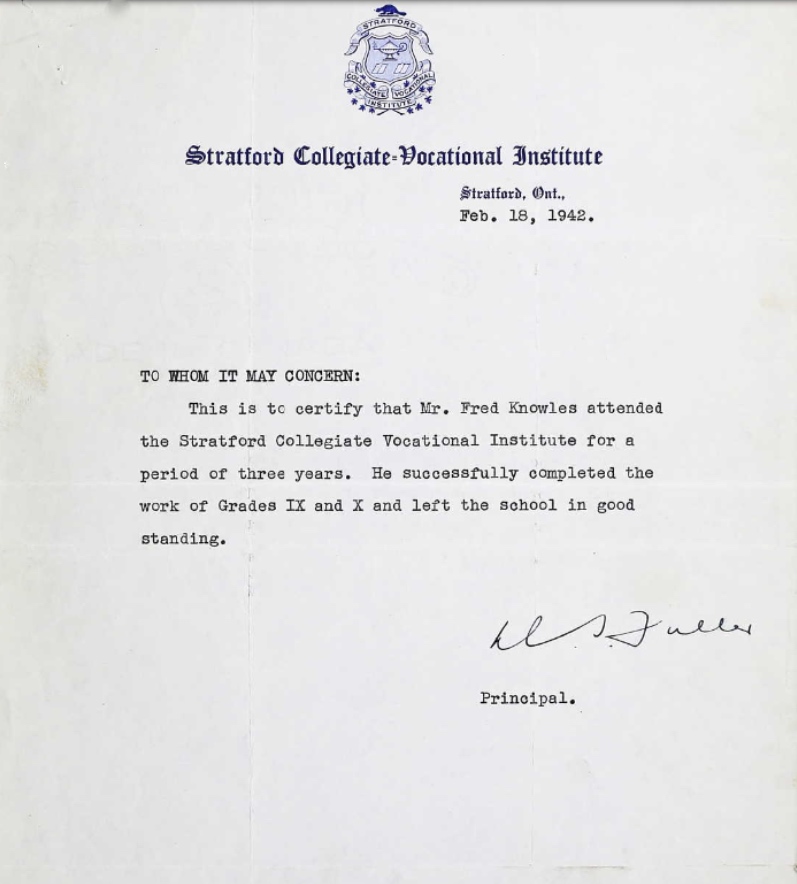 STRATFORD
COLLEGIATE VOCATIONAL
INSTITUTE
Stratford Collegiate-Vocational Institute
Stratford, Ont.,
Feb. 18, 1942.
TO WHOM IT MAY CONCERN:
This is to certify that Mr. Fred Knowles attended
the Stratford Collegiate Vocational Institute for a
period of three years. He successfully completed the
work of Grades IX and X and left the school in good
standing.
S. Fuller
Principal.